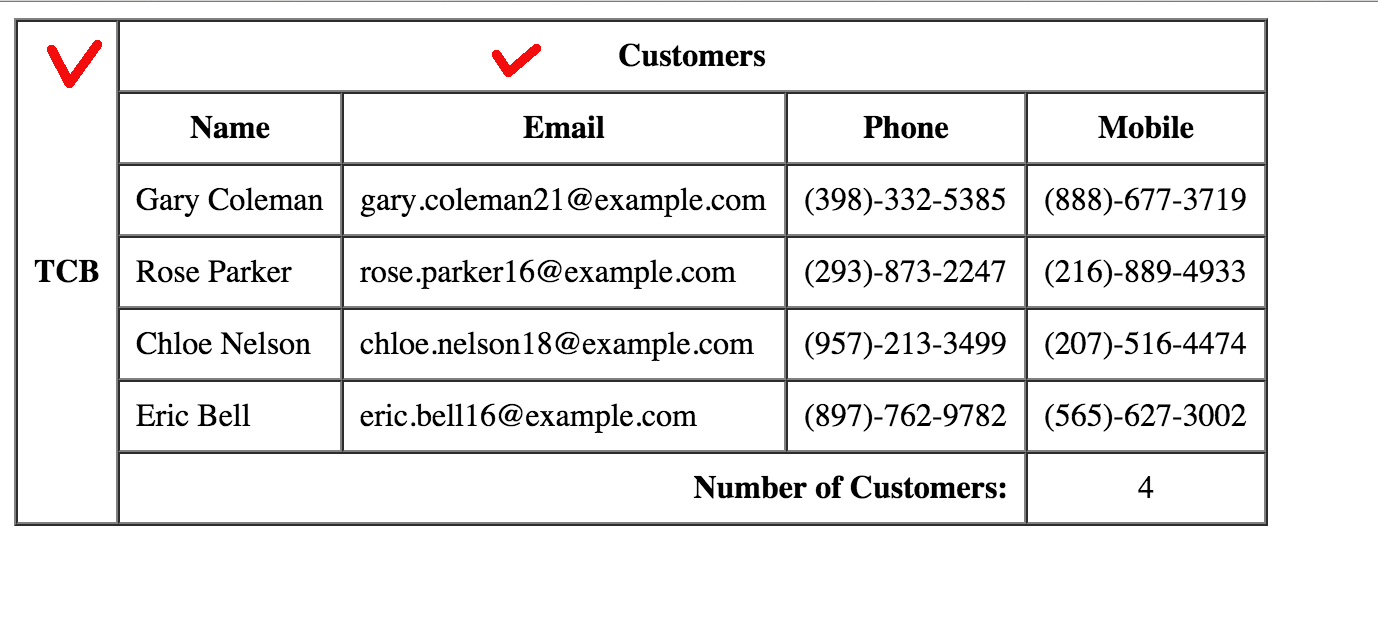 Customers
Name Email Phone Mobile
Gary Coleman gary.coleman21@example.com (398)-332-5385 (888)-677-3719
TCB Rose Parker rose.parker16@example.com (293)-873-2247 (216)-889-4933
Chloe Nelson chloe.nelson18@example.com (957)-213-3499 (207)-516-4474
Eric Bell eric.bell16@example.com (897)-762-9782 (565)-627-3002
Number of Customers: 4